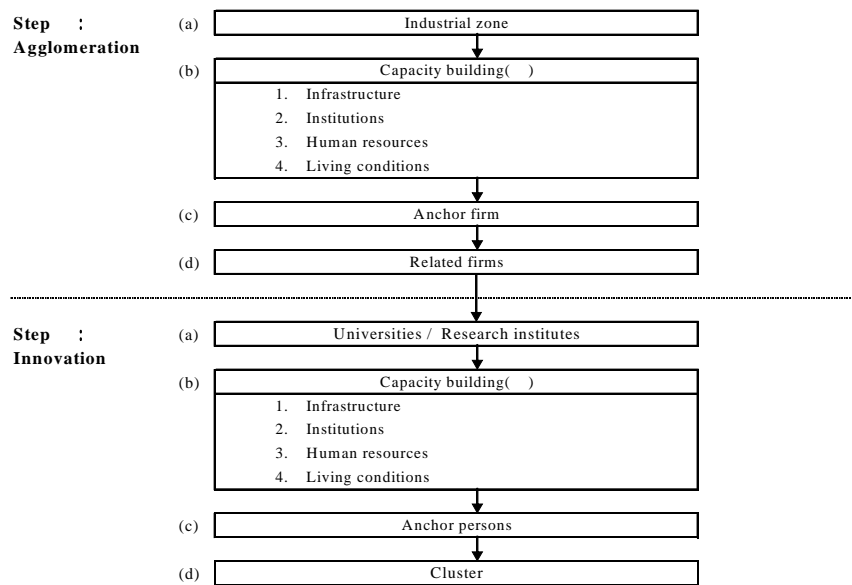 Step :
Agglomeration
(a) Industrial zone
(b) Capacity building( )
1. Infrastructure
2. Institutions
3. Human resources
4. Living conditions
(c) Anchor firm
(d) Related firms
Step :
Innovation
(a) Universities / Research institutes
(b) Capacity building( )
1. Infrastructure
2. Institutions
3. Human resources
4. Living conditions
(c) Anchor persons
(d) Cluster